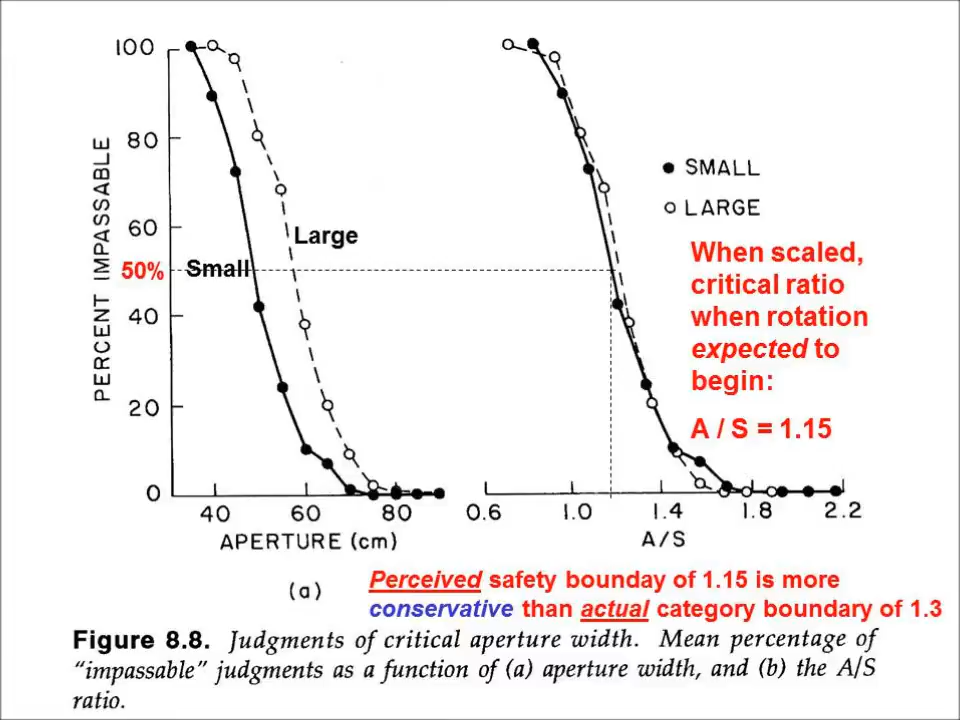 100
80
60
50%
40
20
0
PERCENT IMPASSABLE
Large
Small
SMALL
LARGE
When scaled,
critical ratio
when rotation
expected to
begin:
A / S = 1.15
40 60 80
0.6 1.0 1.4 1.8 2.2
APERTURE (cm)
A/S
(a)
Perceived safety bounday of 1.15 is more
conservative than actual category boundary of 1.3
Figure 8.8. Judgments of critical aperture width. Mean percentage of
"impassable" judgments as a function of (a) aperture width, and (b) the A/S
ratio.